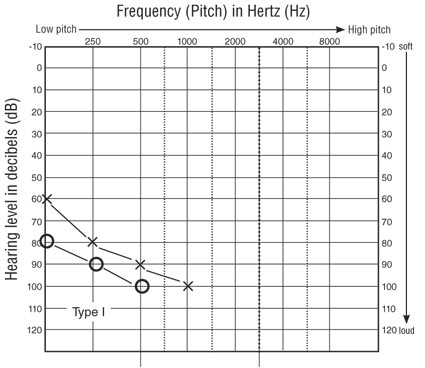 Frequency (Pitch) in Hertz (Hz)
Low pitch High pitch
250 500 1000 2000 4000 8000
-10 -10 soft
0 0
10 10
20 20
30 30
40 40
50 50
60 60
70 70
80 80
90 90
100 100
110 110
120 120 loud
Hearing level in decibels (dB)
Type I